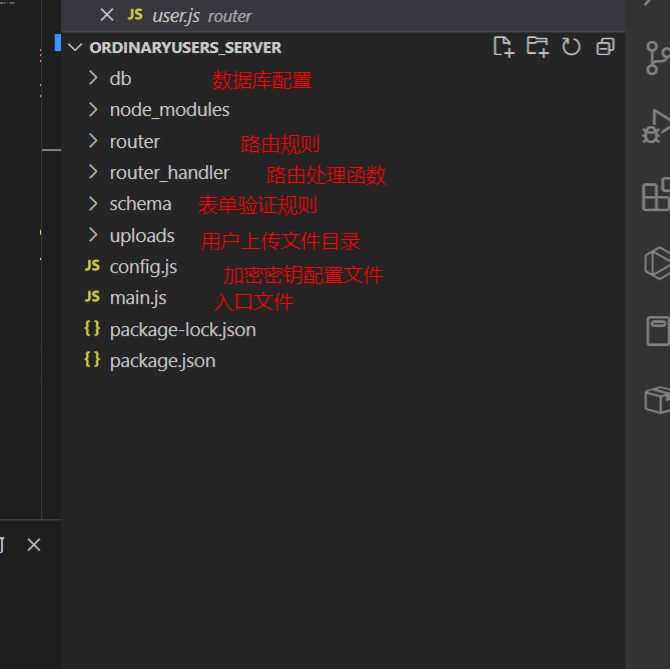 JS user.js router
ORDINARYUSERS_SERVER
db 数据库配置
node_modules
router 路由规则
router_handler 路由处理函数
schema 表单验证规则
uploads 用户上传文件目录
JS config.js 加密密钥配置文件
JS main.js 入口文件
{} package-lock.json
{} package.json